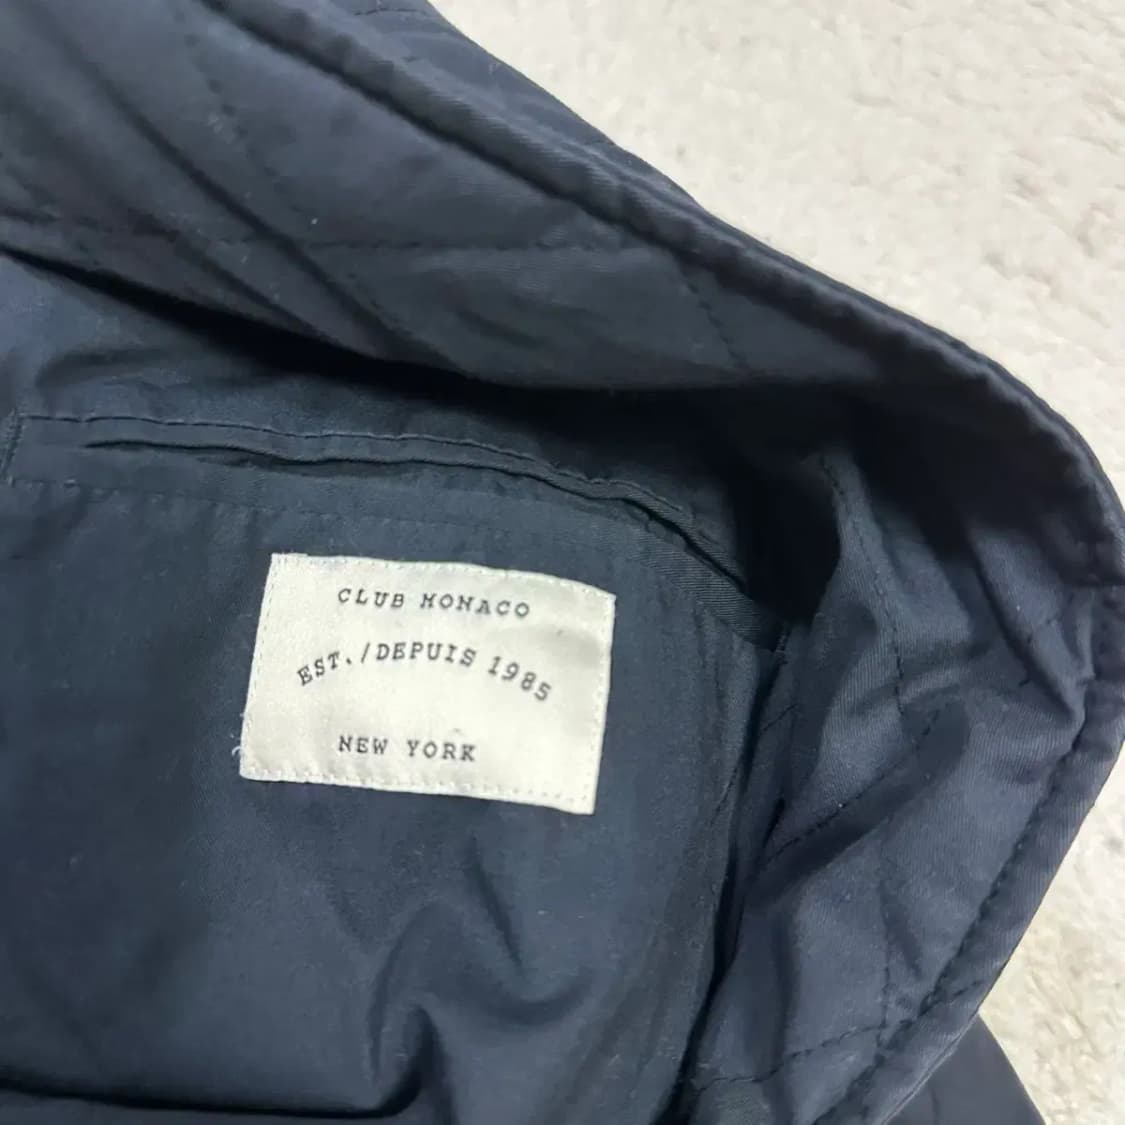 CLUB MONACO
EST./DEPUIS 1985
NEW YORK